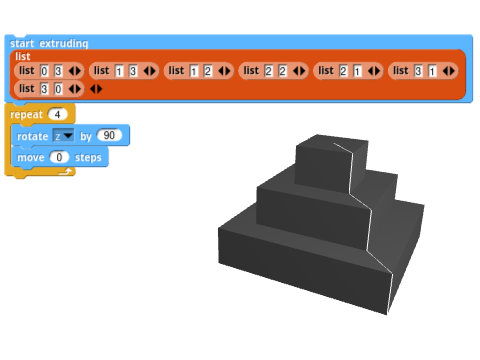 start extruding
list
list 0 3 list 1 3 list 1 2 list 2 2 list 2 1 list 3 1
list 3 0
repeat 4
rotate z by 90
move 0 steps